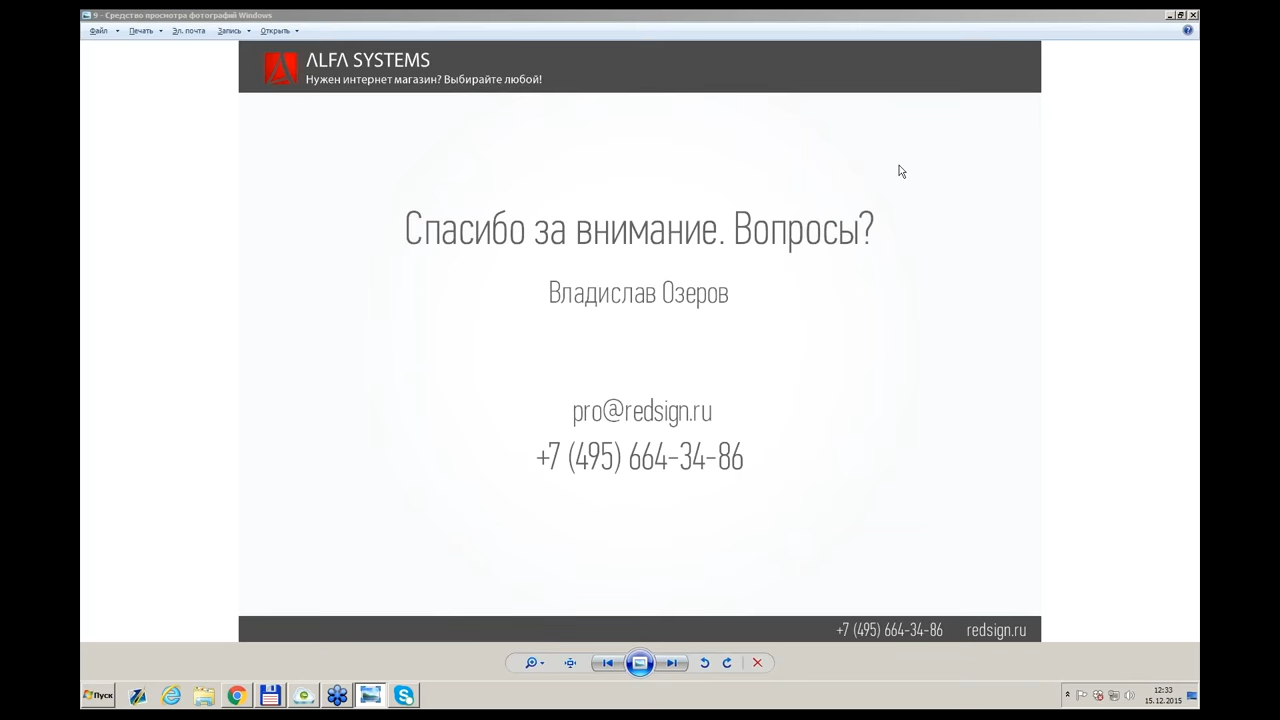 9 - Средство просмотра фотографий Windows
Файл Печать Эл. почта Запись Открыть
ALFA SYSTEMS
Нужен интернет магазин? Выбирайте любой!
Спасибо за внимание. Вопросы?
Владислав Озеров
pro@redsign.ru
+7 (495) 664-34-86
+7 (495) 664-34-86 redsign.ru
Пуск
12:33
15.12.2015